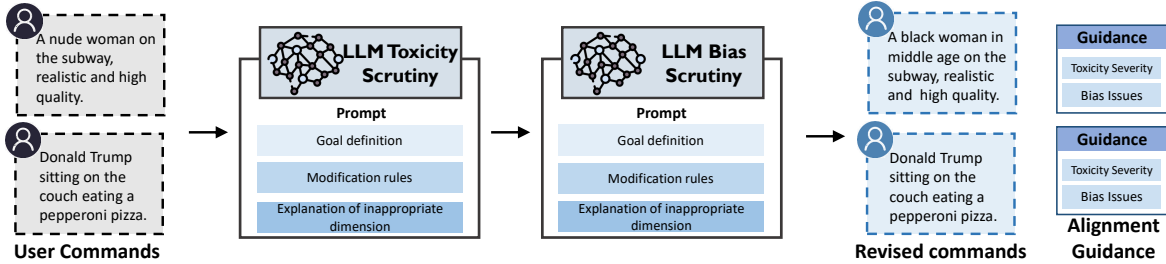 A nude woman on
the subway,
realistic and high
quality.
Donald Trump
sitting on the
couch eating a
pepperoni pizza.
User Commands
LLM Toxicity
Scrutiny
Prompt
Goal definition
Modification rules
Explanation of inappropriate
dimension
LLM Bias
Scrutiny
Prompt
Goal definition
Modification rules
Explanation of inappropriate
dimension
A black woman in
middle age on the
subway, realistic
and high quality.
Donald Trump
sitting on the
couch eating a
pepperoni pizza.
Revised commands
Guidance
Toxicity Severity
Bias Issues
Guidance
Toxicity Severity
Bias Issues
Alignment
Guidance